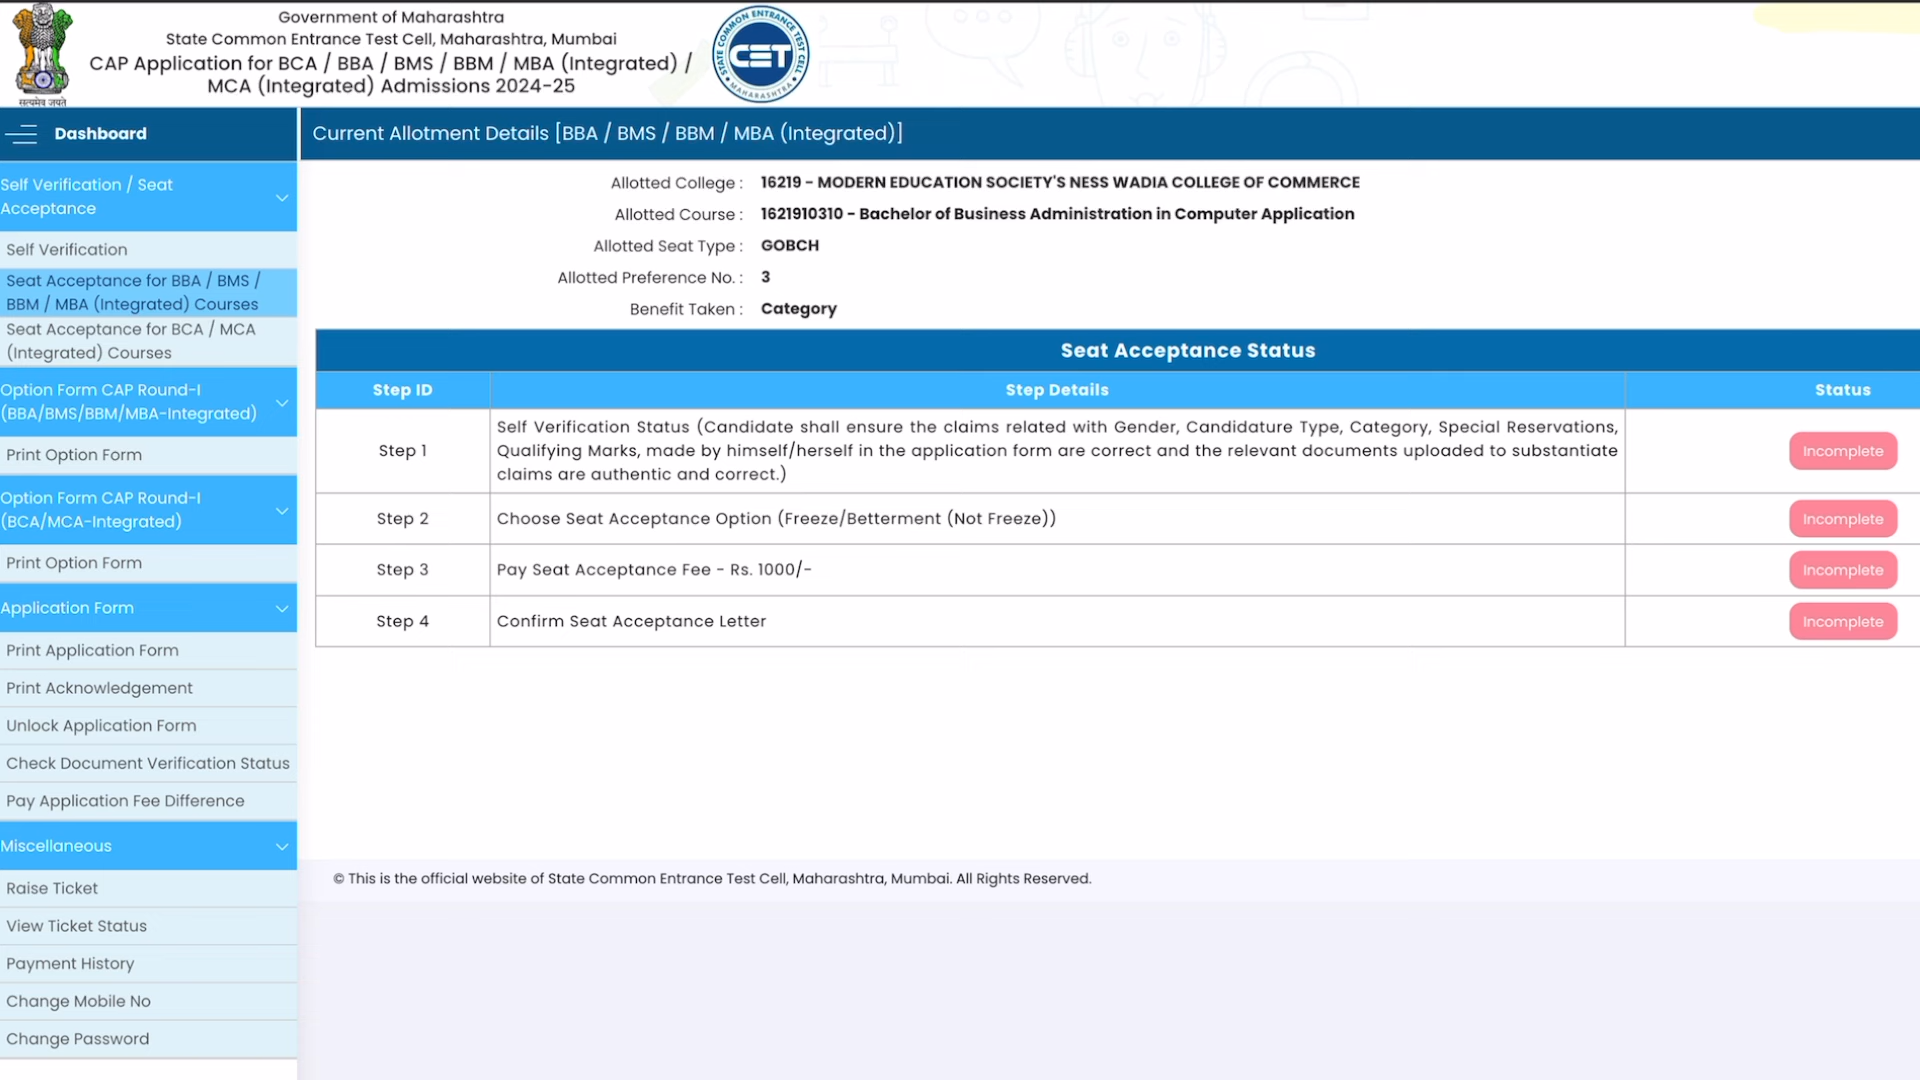 Government of Maharashtra
State Common Entrance Test Cell, Maharashtra, Mumbai
CAP Application for BCA / BBA / BMS / BBM / MBA (Integrated) /
MCA (Integrated) Admissions 2024-25
सत्यमेव जयते
STATE COMMON ENTRANCE TEST CELL
CET
MAHARASHTRA
Dashboard
Self Verification / Seat
Acceptance
Self Verification
Seat Acceptance for BBA / BMS /
BBM / MBA (Integrated) Courses
Seat Acceptance for BCA / MCA
(Integrated) Courses
Option Form CAP Round-I
(BBA/BMS/BBM/MBA-Integrated)
Print Option Form
Option Form CAP Round-I
(BCA/MCA-Integrated)
Print Option Form
Application Form
Print Application Form
Print Acknowledgement
Unlock Application Form
Check Document Verification Status
Pay Application Fee Difference
Miscellaneous
Raise Ticket
View Ticket Status
Payment History
Change Mobile No
Change Password
Current Allotment Details [BBA / BMS / BBM / MBA (Integrated)]
Allotted College : 16219 - MODERN EDUCATION SOCIETY'S NESS WADIA COLLEGE OF COMMERCE
Allotted Course : 1621910310 - Bachelor of Business Administration in Computer Application
Allotted Seat Type : GOBCH
Allotted Preference No. : 3
Benefit Taken : Category
Seat Acceptance Status
Step ID Step Details Status
Step 1 Self Verification Status (Candidate shall ensure the claims related with Gender, Candidature Type, Category, Special Reservations, Incomplete
Qualifying Marks, made by himself/herself in the application form are correct and the relevant documents uploaded to substantiate
claims are authentic and correct.)
Step 2 Choose Seat Acceptance Option (Freeze/Betterment (Not Freeze)) Incomplete
Step 3 Pay Seat Acceptance Fee - Rs. 1000/- Incomplete
Step 4 Confirm Seat Acceptance Letter Incomplete
© This is the official website of State Common Entrance Test Cell, Maharashtra, Mumbai. All Rights Reserved.